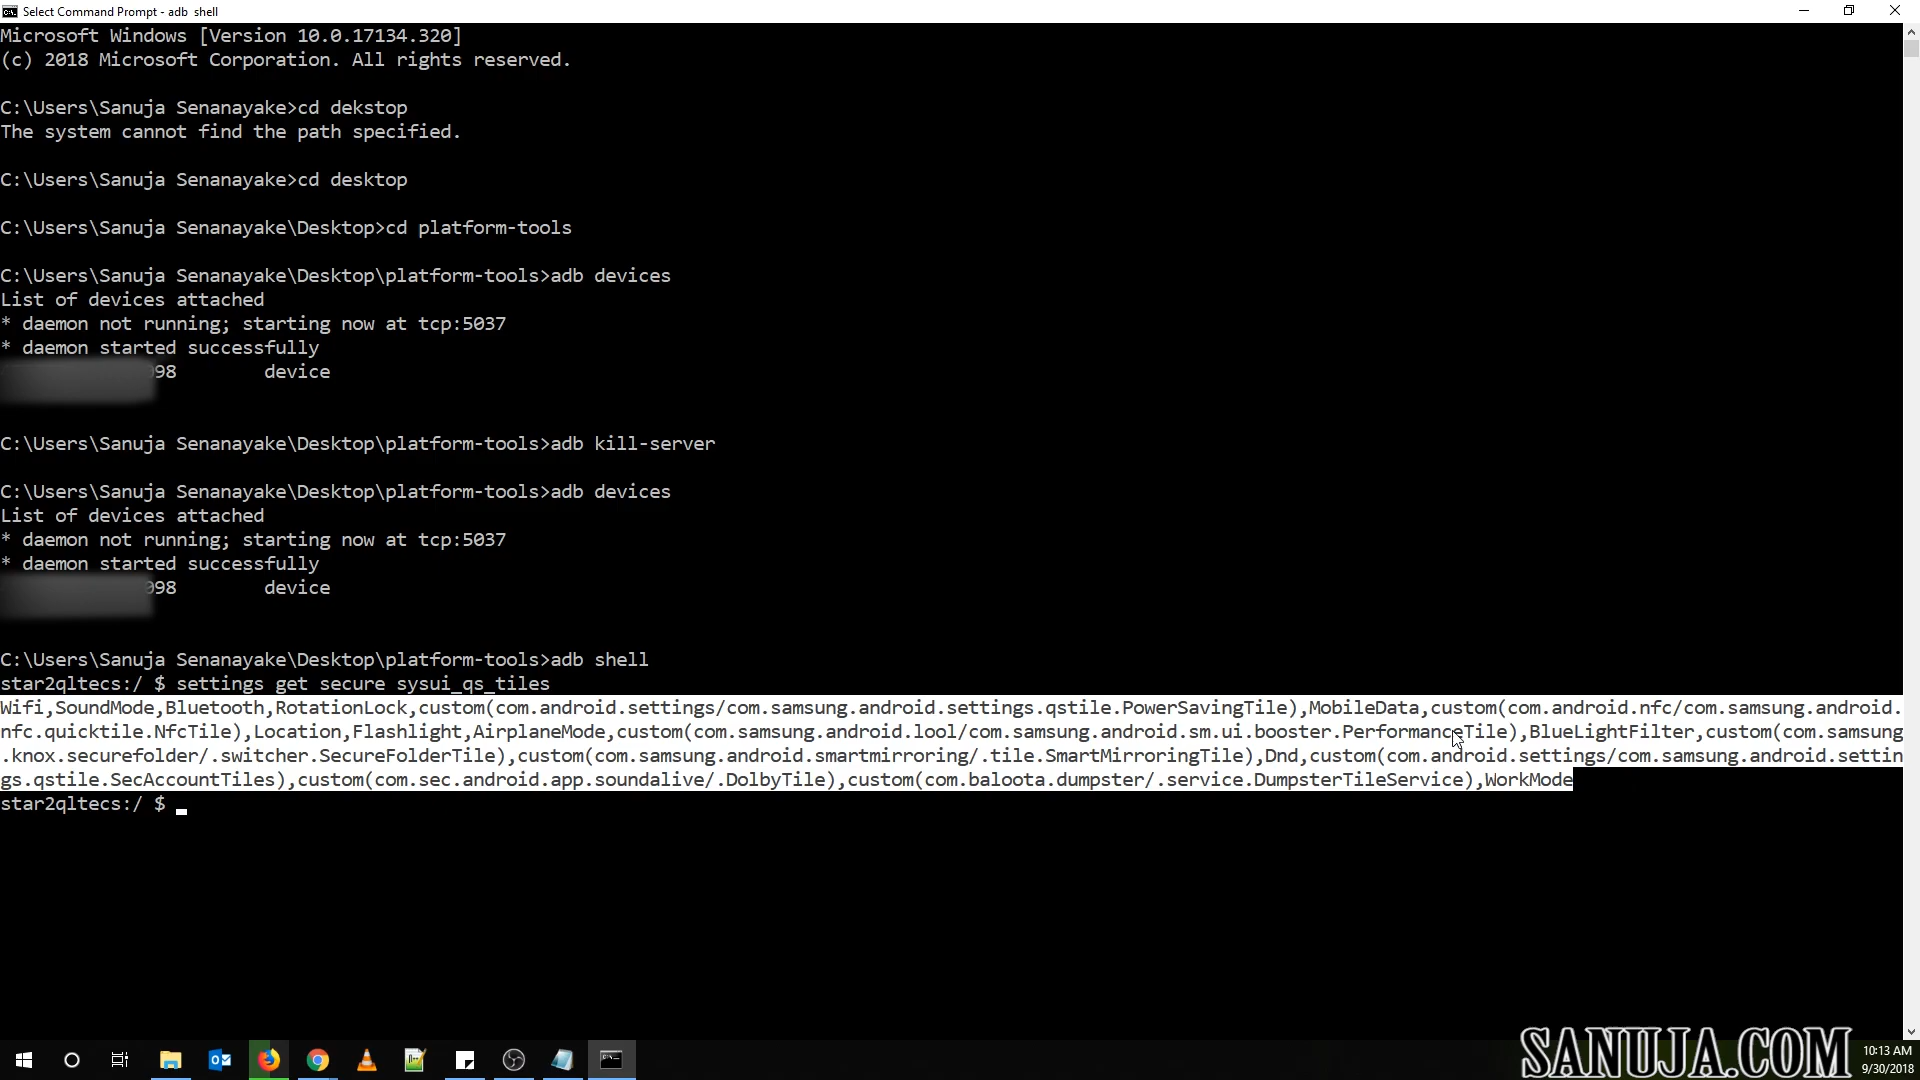 Select Command Prompt - adb  shell
Microsoft Windows [Version 10.0.17134.320]
(c) 2018 Microsoft Corporation. All rights reserved.
C:\Users\Sanuja Senanayake>cd dekstop
The system cannot find the path specified.
C:\Users\Sanuja Senanayake>cd desktop
C:\Users\Sanuja Senanayake\Desktop>cd platform-tools
C:\Users\Sanuja Senanayake\Desktop\platform-tools>adb devices
List of devices attached
* daemon not running; starting now at tcp:5037
* daemon started successfully
98        device
C:\Users\Sanuja Senanayake\Desktop\platform-tools>adb kill-server
C:\Users\Sanuja Senanayake\Desktop\platform-tools>adb devices
List of devices attached
* daemon not running; starting now at tcp:5037
* daemon started successfully
98        device
C:\Users\Sanuja Senanayake\Desktop\platform-tools>adb shell
star2qltecs:/ $ settings get secure sysui_qs_tiles
Wifi,SoundMode,Bluetooth,RotationLock,custom(com.android.settings/com.samsung.android.settings.qstile.PowerSavingTile),MobileData,custom(com.android.nfc/com.samsung.android.
nfc.quicktile.NfcTile),Location,Flashlight,AirplaneMode,custom(com.samsung.android.lool/com.samsung.android.sm.ui.booster.PerformanceTile),BlueLightFilter,custom(com.samsung
.knox.securefolder/.switcher.SecureFolderTile),custom(com.samsung.android.smartmirroring/.tile.SmartMirroringTile),Dnd,custom(com.android.settings/com.samsung.android.settin
gs.qstile.SecAccountTiles),custom(com.sec.android.app.soundalive/.DolbyTile),custom(com.baloota.dumpster/.service.DumpsterTileService),WorkMode
star2qltecs:/ $
SANUJA.COM
10:13 AM
9/30/2018